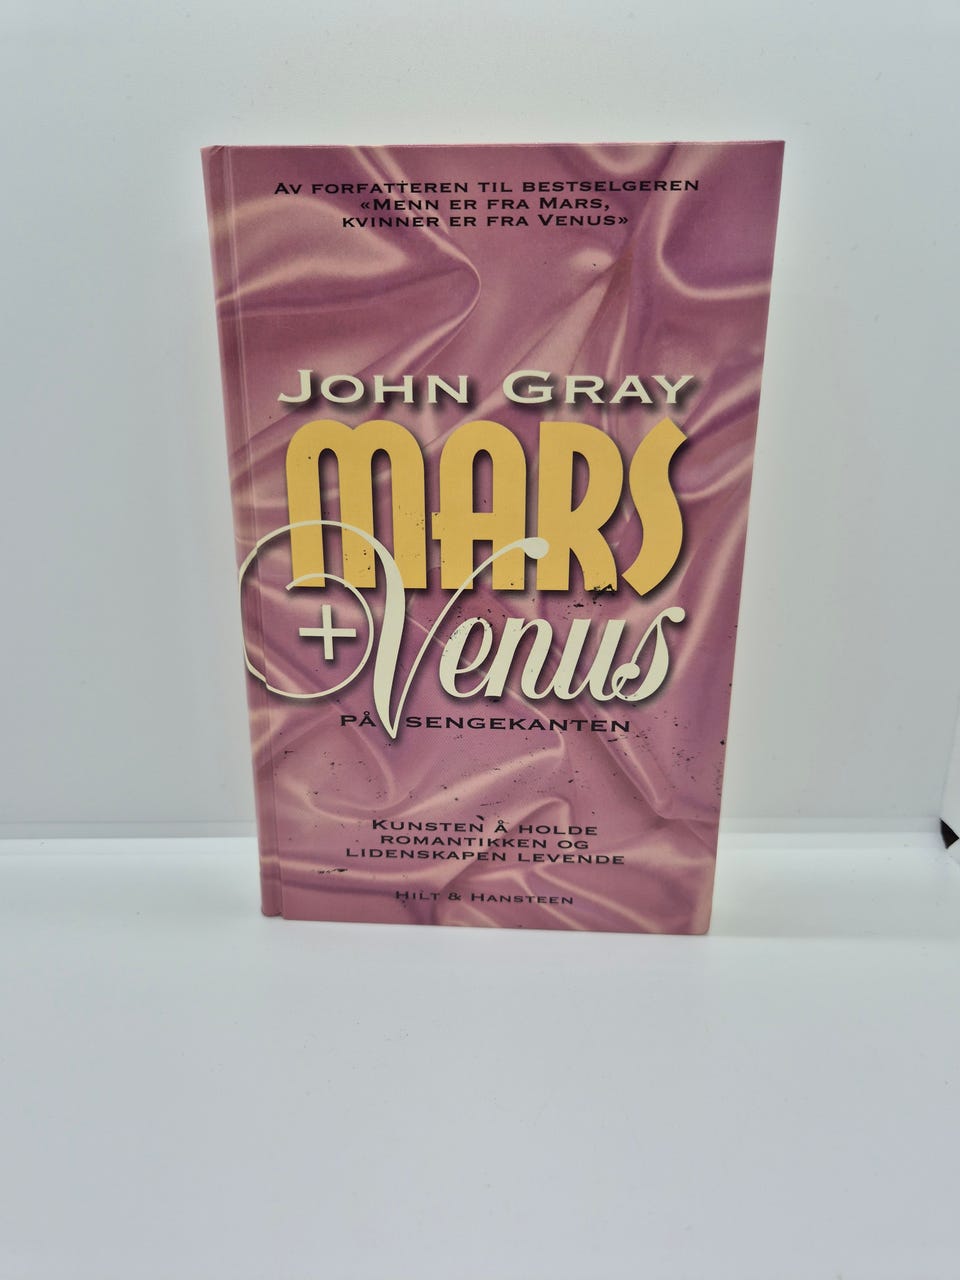 Av forfatteren til bestselgeren
«Menn er fra Mars,
kvinner er fra Venus»
John Gray
MARS
+ Venus
på sengekanten
Kunsten å holde
romantikken og
lidenskapen levende
Hilt & Hansteen